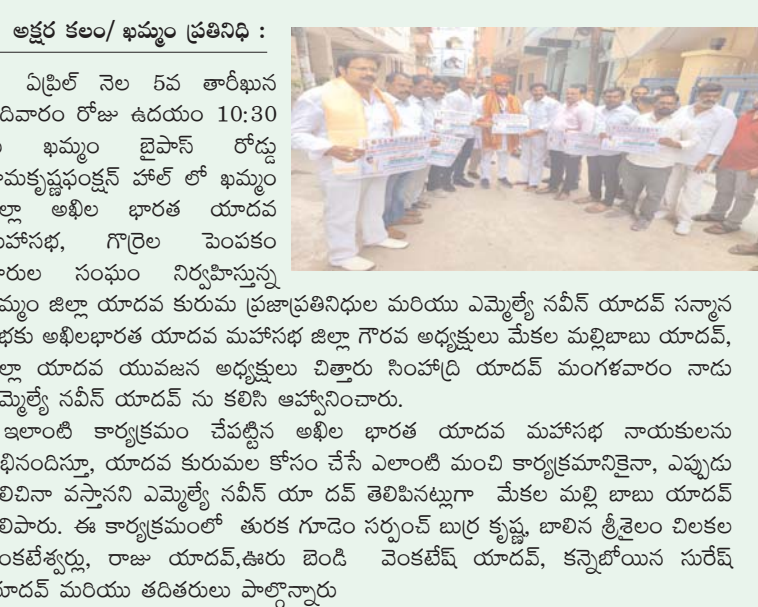 అక్షర కలం/ ఖమ్మం ప్రతినిధి :
ఏప్రిల్ నెల 5వ తారీఖున
దివారం రోజు ఉదయం 10:30
ఖమ్మం బైపాస్ రోడ్డు
మకృష్ణఫంక్షన్ హాల్ లో ఖమ్మం
ల్లా అఖిల భారత యాదవ
హాసభ, గొర్రెల పెంపకం
రుల సంఘం నిర్వహిస్తున్న
మ్మం జిల్లా యాదవ కురుమ ప్రజాప్రతినిధుల మరియు ఎమ్మెల్యే నవీన్ యాదవ్ సన్మాన
భకు అఖిలభారత యాదవ మహాసభ జిల్లా గౌరవ అధ్యక్షులు మేకల మల్లిబాబు యాదవ్,
ల్లా యాదవ యువజన అధ్యక్షులు చిత్తారు సింహాద్రి యాదవ్ మంగళవారం నాడు
మ్మెల్యే నవీన్ యాదవ్ ను కలిసి ఆహ్వానించారు.
ఇలాంటి కార్యక్రమం చేపట్టిన అఖిల భారత యాదవ మహాసభ నాయకులను
భినందిస్తూ, యాదవ కురుమల కోసం చేసే ఎలాంటి మంచి కార్యక్రమానికైనా, ఎప్పుడు
లిచినా వస్తానని ఎమ్మెల్యే నవీన్ యా దవ్ తెలిపినట్లుగా మేకల మల్లి బాబు యాదవ్
లిపారు. ఈ కార్యక్రమంలో తురక గూడెం సర్పంచ్ బుర్ర కృష్ణ, బాలిన శ్రీశైలం చిలకల
ంకటేశ్వర్లు, రాజు యాదవ్,ఊరు బెండి వెంకటేష్ యాదవ్, కన్నెబోయిన సురేష్
యాదవ్ మరియు తదితరులు పాల్గొన్నారు